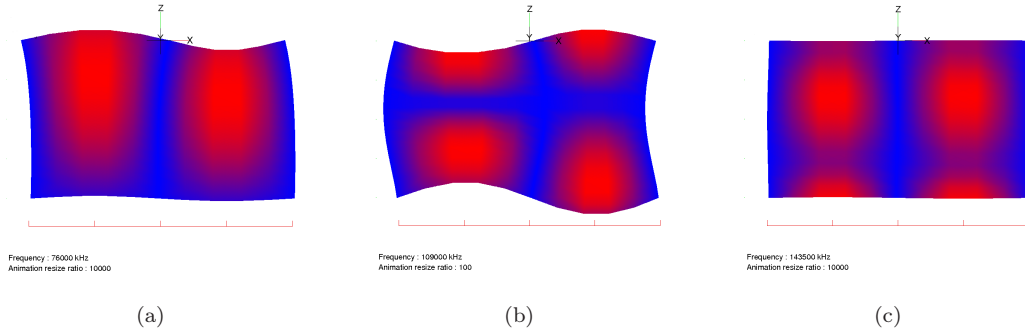 Z
Y
X
Frequency : 76000 kHz
Animation resize ratio : 10000
(a)
Z
Y
X
Frequency : 109000 kHz
Animation resize ratio : 100
(b)
Z
Y
X
Frequency : 143500 kHz
Animation resize ratio : 10000
(c)